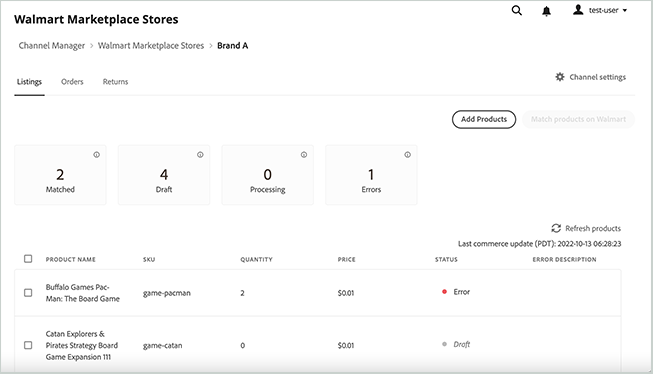 Walmart Marketplace Stores
test-user
Channel Manager > Walmart Marketplace Stores > Brand A
Listings Orders Returns
Channel settings
Add Products Match products on Walmart
2 4 0 1
Matched Draft Processing Errors
Refresh products
Last commerce update (PDT): 2022-10-13 06:28:23
PRODUCT NAME SKU QUANTITY PRICE STATUS ERROR DESCRIPTION
Buffalo Games Pac-
Man: The Board Game
game-pacman 2 $0.01 Error
Catan Explorers &
Pirates Strategy Board
Game Expansion 111
game-catan 0 $0.01 Draft